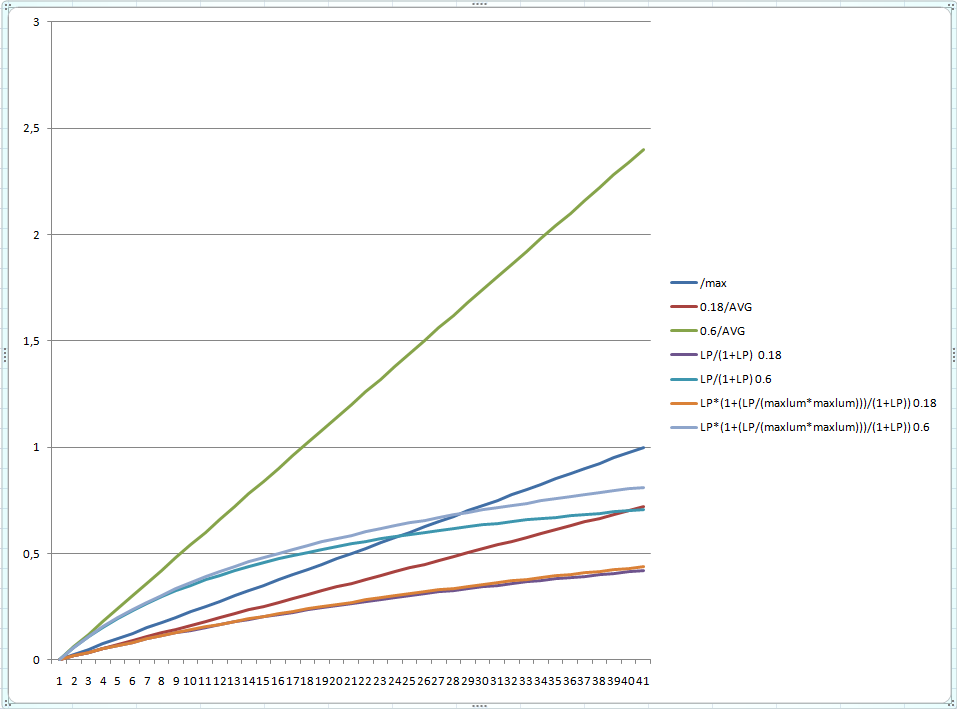 3
2,5
2
1,5
1
0,5
0
1 2 3 4 5 6 7 8 9 10 11 12 13 14 15 16 17 18 19 20 21 22 23 24 25 26 27 28 29 30 31 32 33 34 35 36 37 38 39 40 41
/max
0.18/AVG
0.6/AVG
LP/(1+LP) 0.18
LP/(1+LP) 0.6
LP*(1+(LP/(maxlum*maxlum)))/(1+LP)) 0.18
LP*(1+(LP/(maxlum*maxlum)))/(1+LP)) 0.6